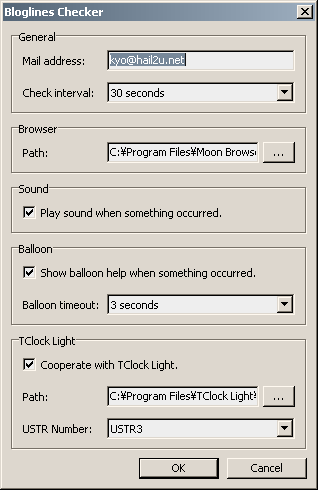 Bloglines Checker
General
Mail address: kyo@hail2u.net
Check interval: 30 seconds
Browser
Path: C:¥Program Files¥Moon Browse ...
Sound
Play sound when something occurred.
Balloon
Show balloon help when something occurred.
Balloon timeout: 3 seconds
TClock Light
Cooperate with TClock Light.
Path: C:¥Program Files¥TClock Light¥ ...
USTR Number: USTR3
OK Cancel